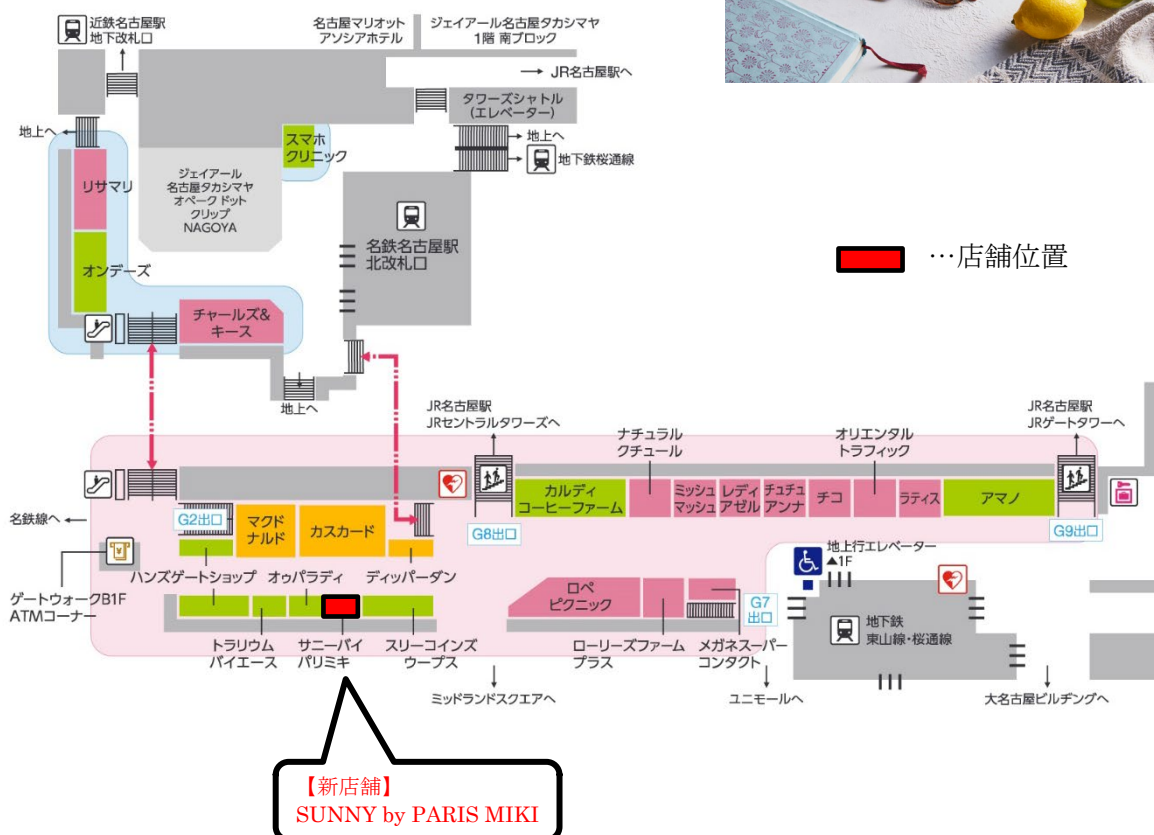 近鉄名古屋駅
地下改札口
名古屋マリオット
アソシアホテル
ジェイアール名古屋タカシマヤ
1階 南ブロック
→ JR名古屋駅へ
タワーズシャトル
(エレベーター)
地上へ
→ 地上へ
→ 地下鉄桜通線
スマホ
クリニック
リサマリ
ジェイアール
名古屋タカシマヤ
オペーク ドット
クリップ
NAGOYA
名鉄名古屋駅
北改札口
…店舗位置
オンデーズ
チャールズ&
キース
地上へ
JR名古屋駅
JRセントラルタワーズへ
ナチュラル
クチュール
オリエンタル
トラフィック
JR名古屋駅
JRゲートタワーへ
カルディ
コーヒーファーム
ミッシュ
マッシュ
レディ
アゼル
チュチュ
アンナ
チコ
ラティス
アマノ
名鉄線へ←
G2出口
マクド
ナルド
カスカード
G8出口
G9出口
ハンズゲートショップ
オゥパラディ
ディッパーダン
地上行エレベーター
▲1F
ゲートウォークB1F
ATMコーナー
ロペ
ピクニック
G7
出口
地下鉄
東山線・桜通線
トラリウム
バイエース
サニーバイ
パリミキ
スリーコインズ
ウープス
ローリーズファーム
プラス
メガネスーパー
コンタクト
ミッドランドスクエアへ
ユニモールへ
大名古屋ビルヂングへ
【新店舗】
SUNNY by PARIS MIKI